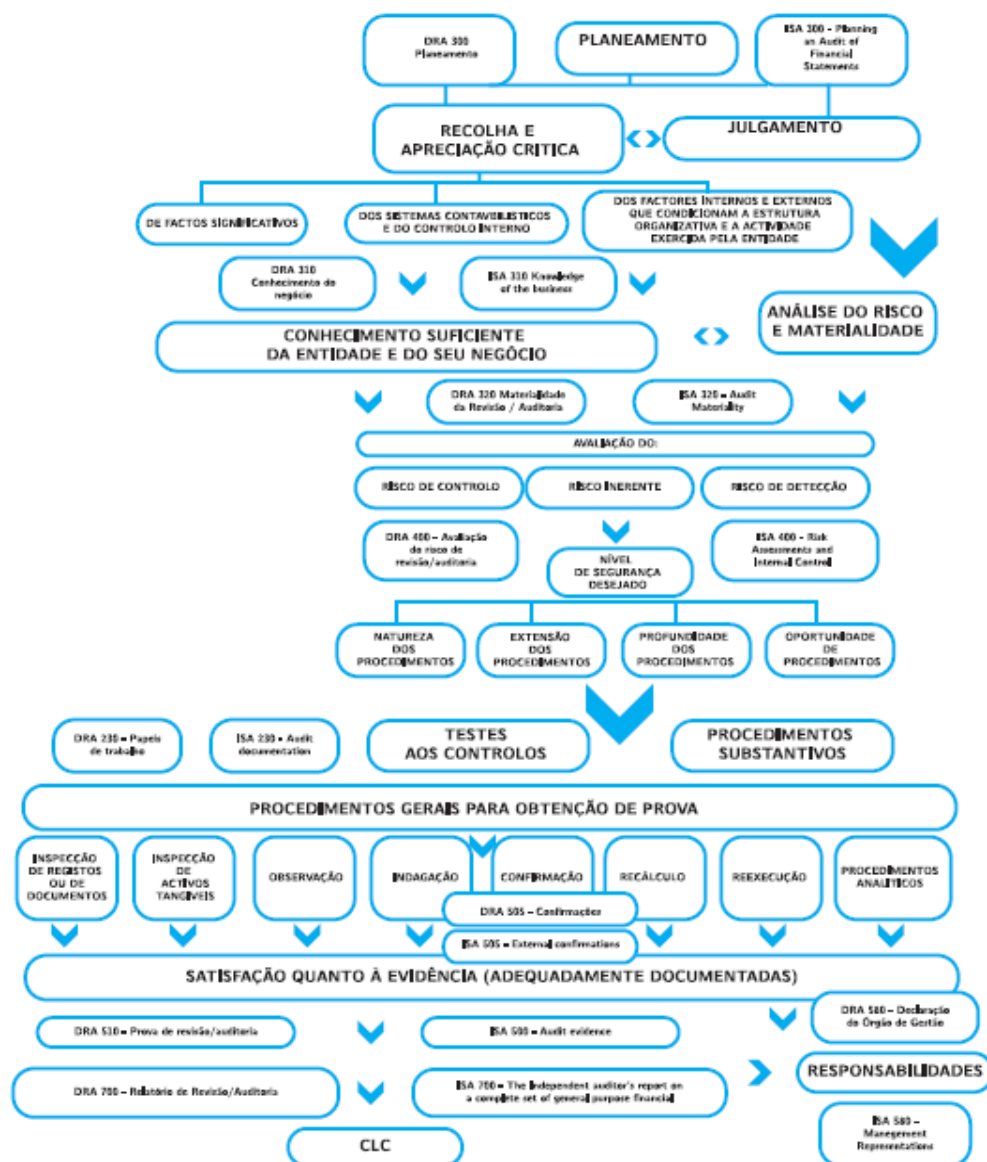 DRA 300
Planeamento
PLANEAMENTO
ISA 300 - Planning
an Audit of
Financial
Statements
RECOLHA E
APRECIAÇÃO CRITICA
JULGAMENTO
DE FACTOS SIGNIFICATIVOS
DOS SISTEMAS CONTABILISTICOS
E DO CONTROLO INTERNO
DOS FACTORES INTERNOS E EXTERNOS
QUE CONDICIONAM A ESTRUTURA
ORGANIZATIVA E A ACTIVIDADE
EXERCIDA PELA ENTIDADE
DRA 310
Conhecimento do
negócio
ISA 310 Knowledge
of the business
ANÁLISE DO RISCO
E MATERIALIDADE
CONHECIMENTO SUFICIENTE
DA ENTIDADE E DO SEU NEGÔCIO
DRA 320 Materialidade
da Revisão / Auditoria
ISA 320 - Audit
Materiality
AVALIAÇÃO DO:
RISCO DE CONTROLO
RISCO INERENTE
RISCO DE DETECÇÃO
DRA 400 - Avaliação
do risco de
revisão/auditoria
NÍVEL
DE SEGURANÇA
DESEJADO
ISA 400 - Risk
Assessments and
Internal Control
NATUREZA
DOS
PROCEDIMENTOS
EXTENSÃO
DOS
PROCEDIMENTOS
PROFUNDIDADE
DOS
PROCEDIMENTOS
OPORTUNIDADE
DE
PROCEDIMENTOS
DRA 230 - Papeis
de trabalho
ISA 230 - Audit
documentation
TESTES
AOS CONTROLOS
PROCEDIMENTOS
SUBSTANTIVOS
PROCEDIMENTOS GERAIS PARA OBTENÇÃO DE PROVA
INSPECÇÃO
DE REGISTOS
OU DE
DOCUMENTOS
INSPECÇÃO
DE
ACTIVOS
TANGIVEIS
OBSERVAÇÃO
INDAGAÇÃO
CONFIRMAÇÃO
RECÁLCULO
REEXECUÇÃO
PROCEDIMENTOS
ANALITICOS
DRA 505 - Confirmações
ISA 505 - External confirmations
SATISFAÇÃO QUANTO À EVIDÊNCIA (ADEQUADAMENTE DOCUMENTADAS)
DRA 510 - Prova de revisão/auditoria
ISA 500 - Audit evidence
DRA 580 - Declaração
do Órgão de Gestão
DRA 700 - Relatório de Revisão/Auditoria
ISA 700 - The independent auditor's report on
a complete set of general purpose financial
RESPONSABILIDADES
CLC
ISA 580 -
Management
Representations